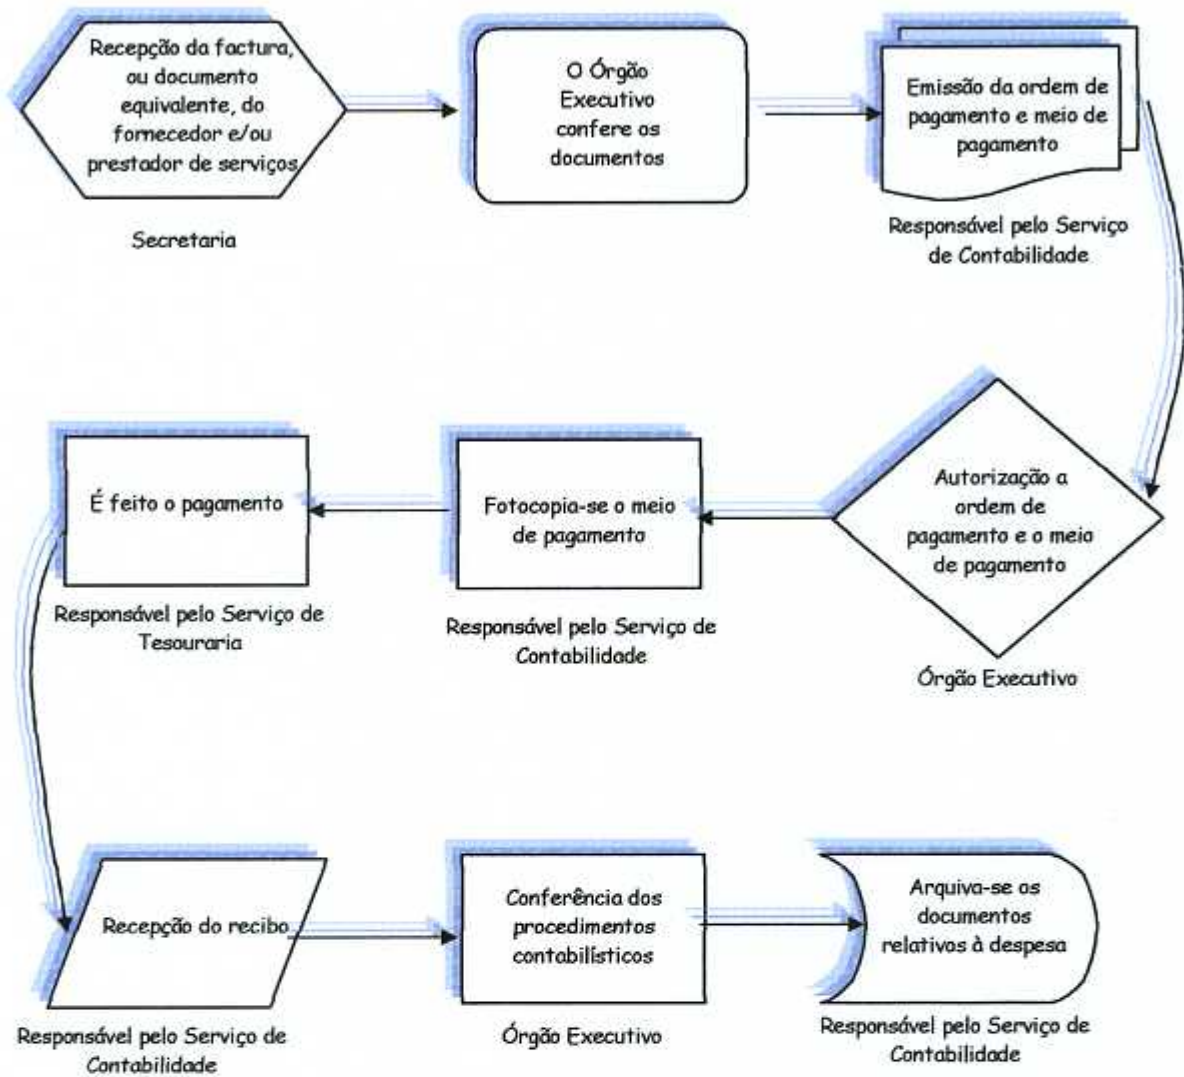 Recepção da factura,
ou documento
equivalente, do
fornecedor e/ou
prestador de serviços
Secretaria
O Órgão
Executivo
confere os
documentos
Emissão da ordem de
pagamento e meio de
pagamento
Responsável pelo Serviço
de Contabilidade
Autorização a
ordem de
pagamento e o meio
de pagamento
Órgão Executivo
Fotocopia-se o meio
de pagamento
Responsável pelo Serviço de
Contabilidade
É feito o pagamento
Responsável pelo Serviço de
Tesouraria
Recepção do recibo
Responsável pelo Serviço de
Contabilidade
Conferência dos
procedimentos
contabilísticos
Órgão Executivo
Arquiva-se os
documentos
relativos à despesa
Responsável pelo Serviço de
Contabilidade